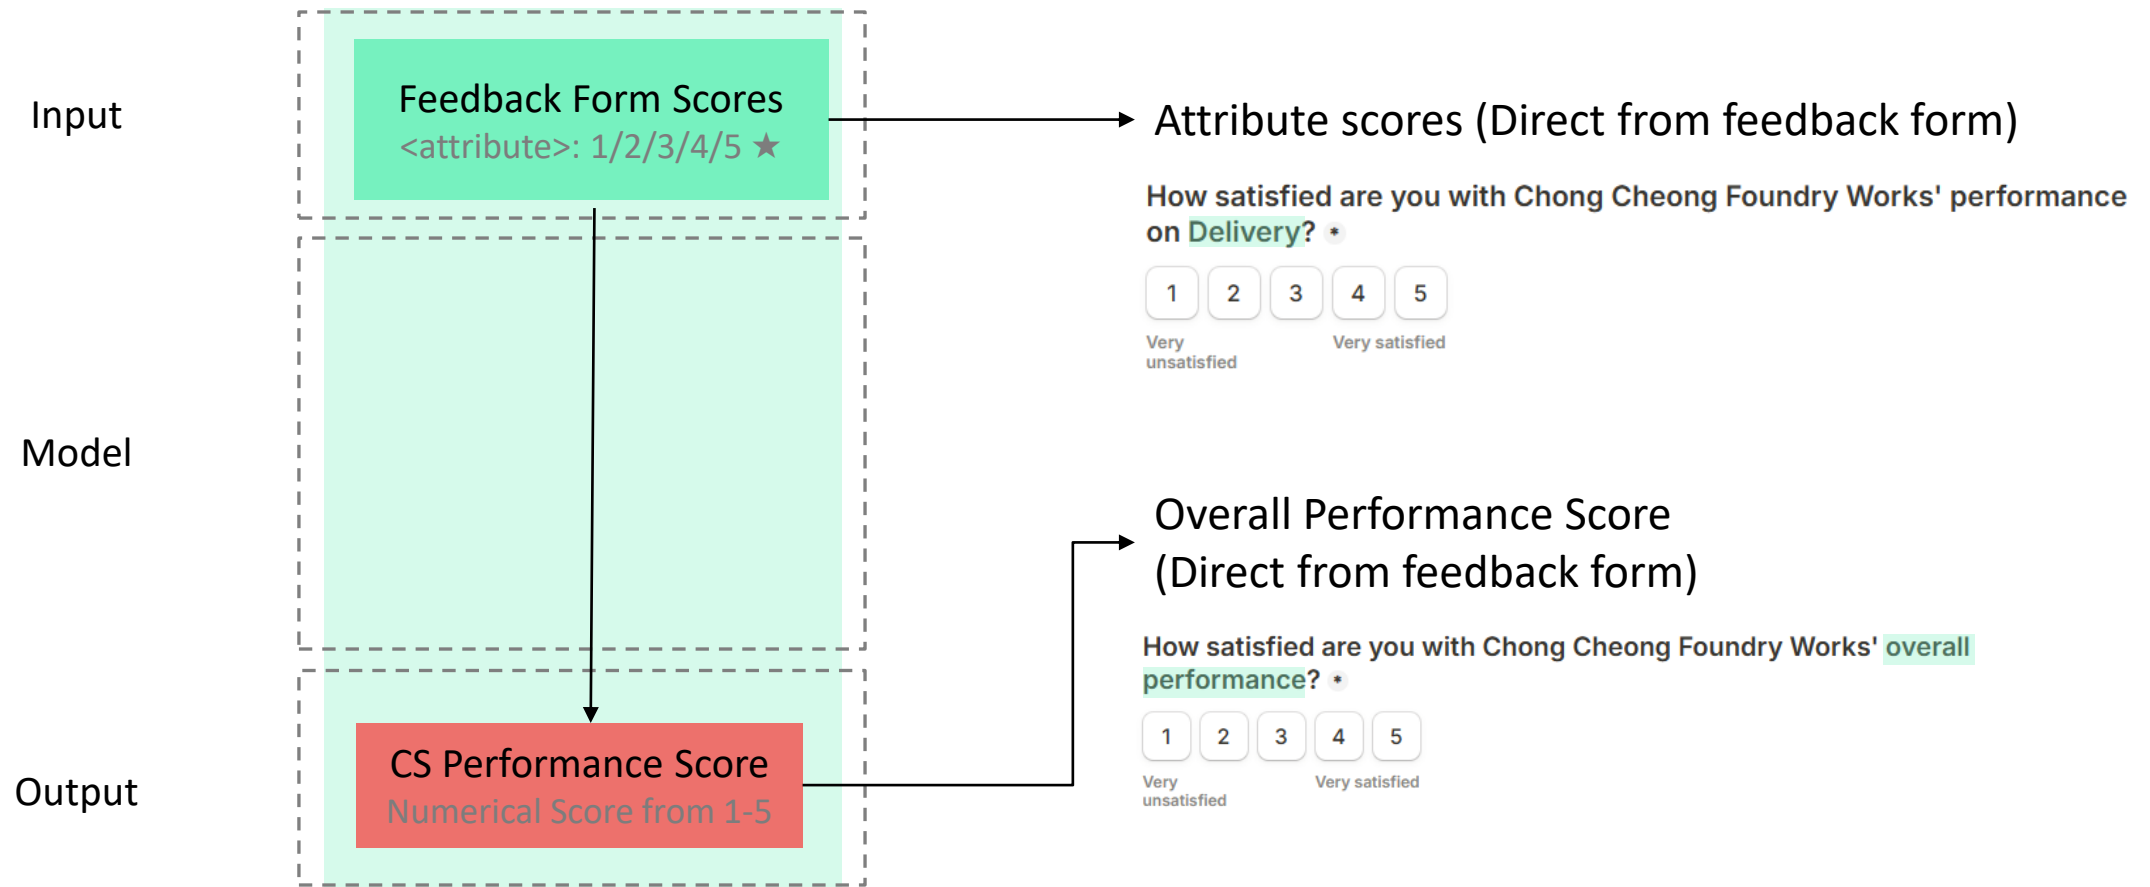 Input
Feedback Form Scores
<attribute>: 1/2/3/4/5 ★
Attribute scores (Direct from feedback form)
How satisfied are you with Chong Cheong Foundry Works' performance
on Delivery? *
1 2 3 4 5
Very
unsatisfied
Very satisfied
Model
Overall Performance Score
(Direct from feedback form)
How satisfied are you with Chong Cheong Foundry Works' overall
performance? *
1 2 3 4 5
Very
unsatisfied
Very satisfied
Output
CS Performance Score
Numerical Score from 1-5